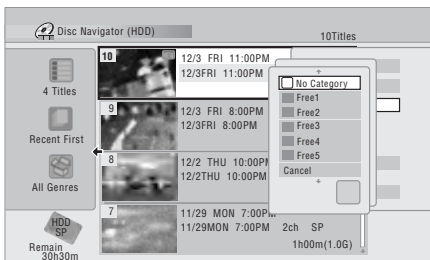 Disc Navigator (HDD)
10Titles
4 Titles
Recent First
All Genres
HDD
SP
Remain
30h30m
10
12/3 FRI 11:00PM
12/3FRI 11:00PM
9
12/3 FRI 8:00PM
12/3FRI 8:00PM
8
12/2 THU 10:00PM
12/2THU 10:00PM
7
11/29 MON 7:00PM
11/29MON 7:00PM 2ch SP
1h00m(1.0G)
No Category
Free1
Free2
Free3
Free4
Free5
Cancel